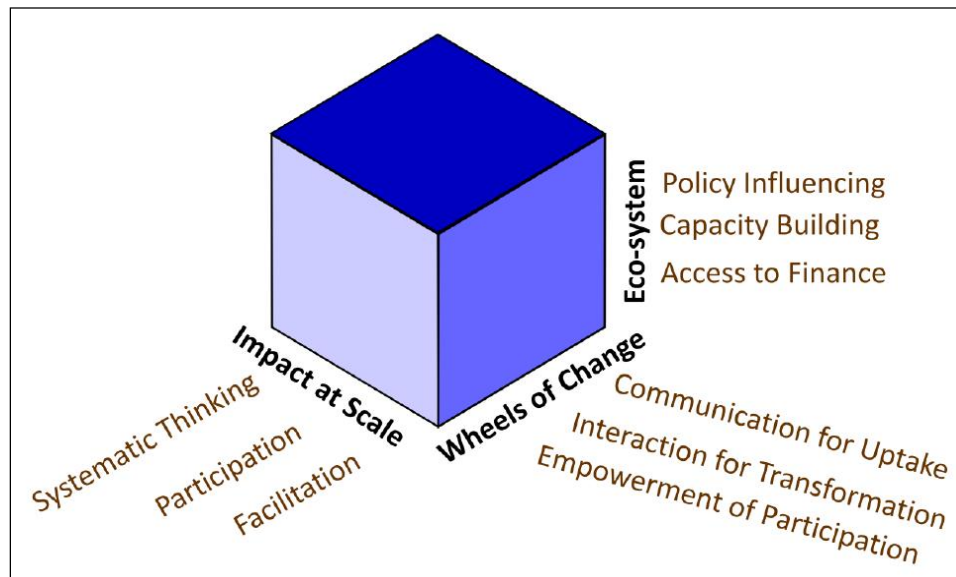 Eco-system
Policy Influencing
Capacity Building
Access to Finance
Impact at Scale
Systematic Thinking
Participation
Facilitation
Wheels of Change
Communication for Uptake
Interaction for Transformation
Empowerment of Participation